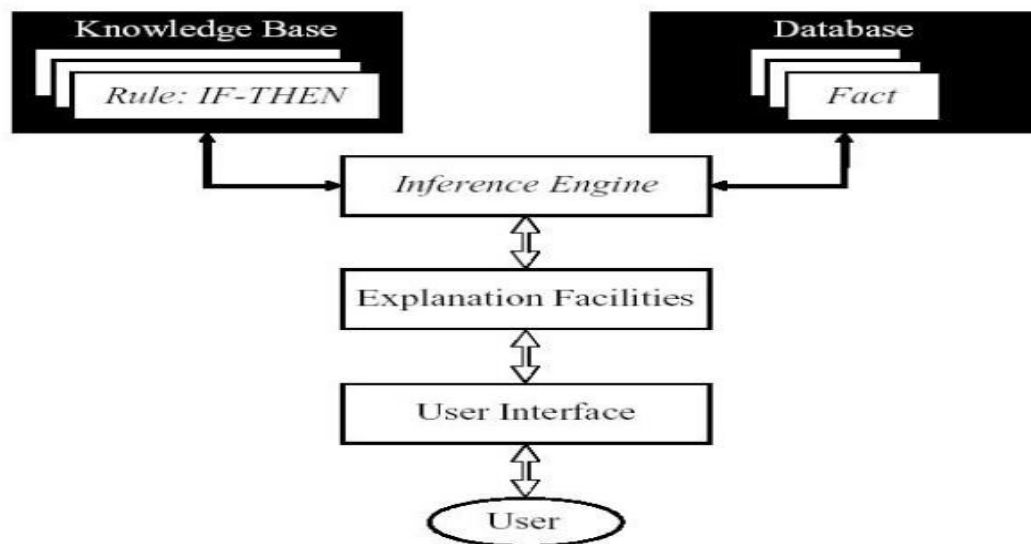 Knowledge Base
Database
Rule: IF-THEN
Fact
Inference Engine
Explanation Facilities
User Interface
User